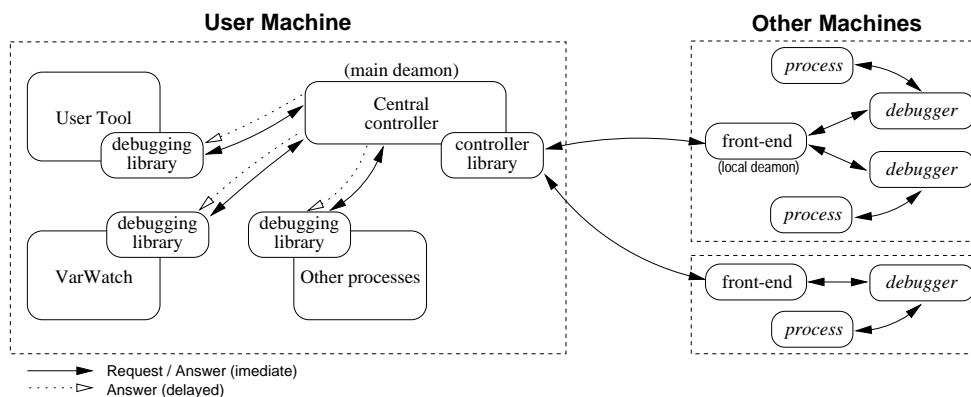 User Machine
Other Machines
(main deamon)
User Tool
debugging
library
Central
controller
controller
library
debugging
library
VarWatch
debugging
library
Other processes
process
debugger
front-end
(local deamon)
debugger
process
front-end
debugger
process
Request / Answer (imediate)
Answer (delayed)